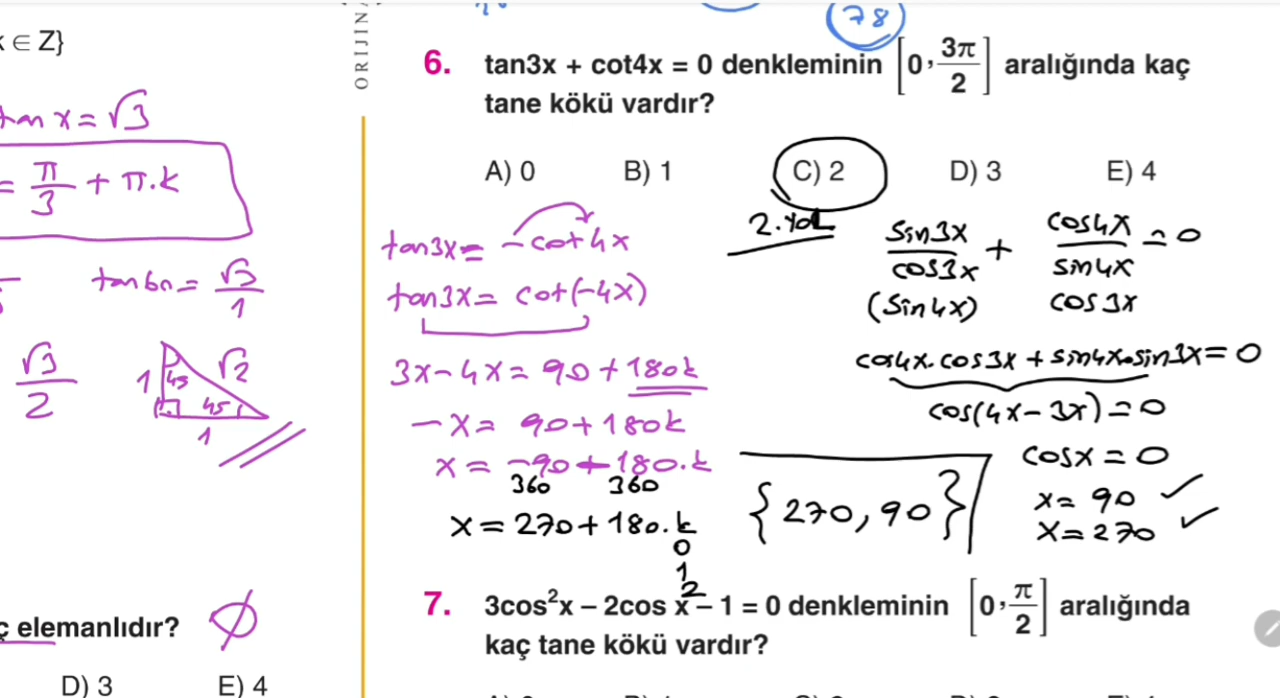 k ∈ Z}
tan x = √3
= π/3 + π.k
tan60 = √3/1
√3/2
1 45 √2
45
1
ç elemanlıdır? ∅
D) 3 E) 4
ORİJİNA
78
6. tan3x + cot4x = 0 denkleminin [0, 3π/2] aralığında kaç
tane kökü vardır?
A) 0 B) 1 C) 2 D) 3 E) 4
tan3x = -cot4x
tan3x = cot(-4x)
3x-4x = 90+180k
-x = 90+180k
x = -90+180.k
360 360
x = 270+180.k
0
1
2
2.YOL
sin3x/cos3x + cos4x/sin4x = 0
(sin4x) cos3x
cos4x.cos3x + sin4x.sin3x = 0
cos(4x-3x) = 0
cosx = 0
x = 90
x = 270
{270, 90}
7. 3cos²x – 2cos x – 1 = 0 denkleminin [0, π/2] aralığında
kaç tane kökü vardır?